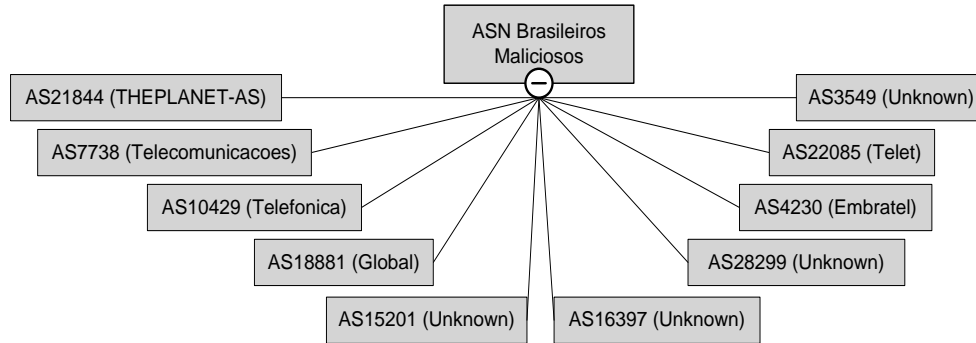 ASN Brasileiros
Maliciosos
AS21844 (THEPLANET-AS)
AS3549 (Unknown)
AS7738 (Telecomunicacoes)
AS22085 (Telet)
AS10429 (Telefonica)
AS4230 (Embratel)
AS18881 (Global)
AS28299 (Unknown)
AS15201 (Unknown)
AS16397 (Unknown)